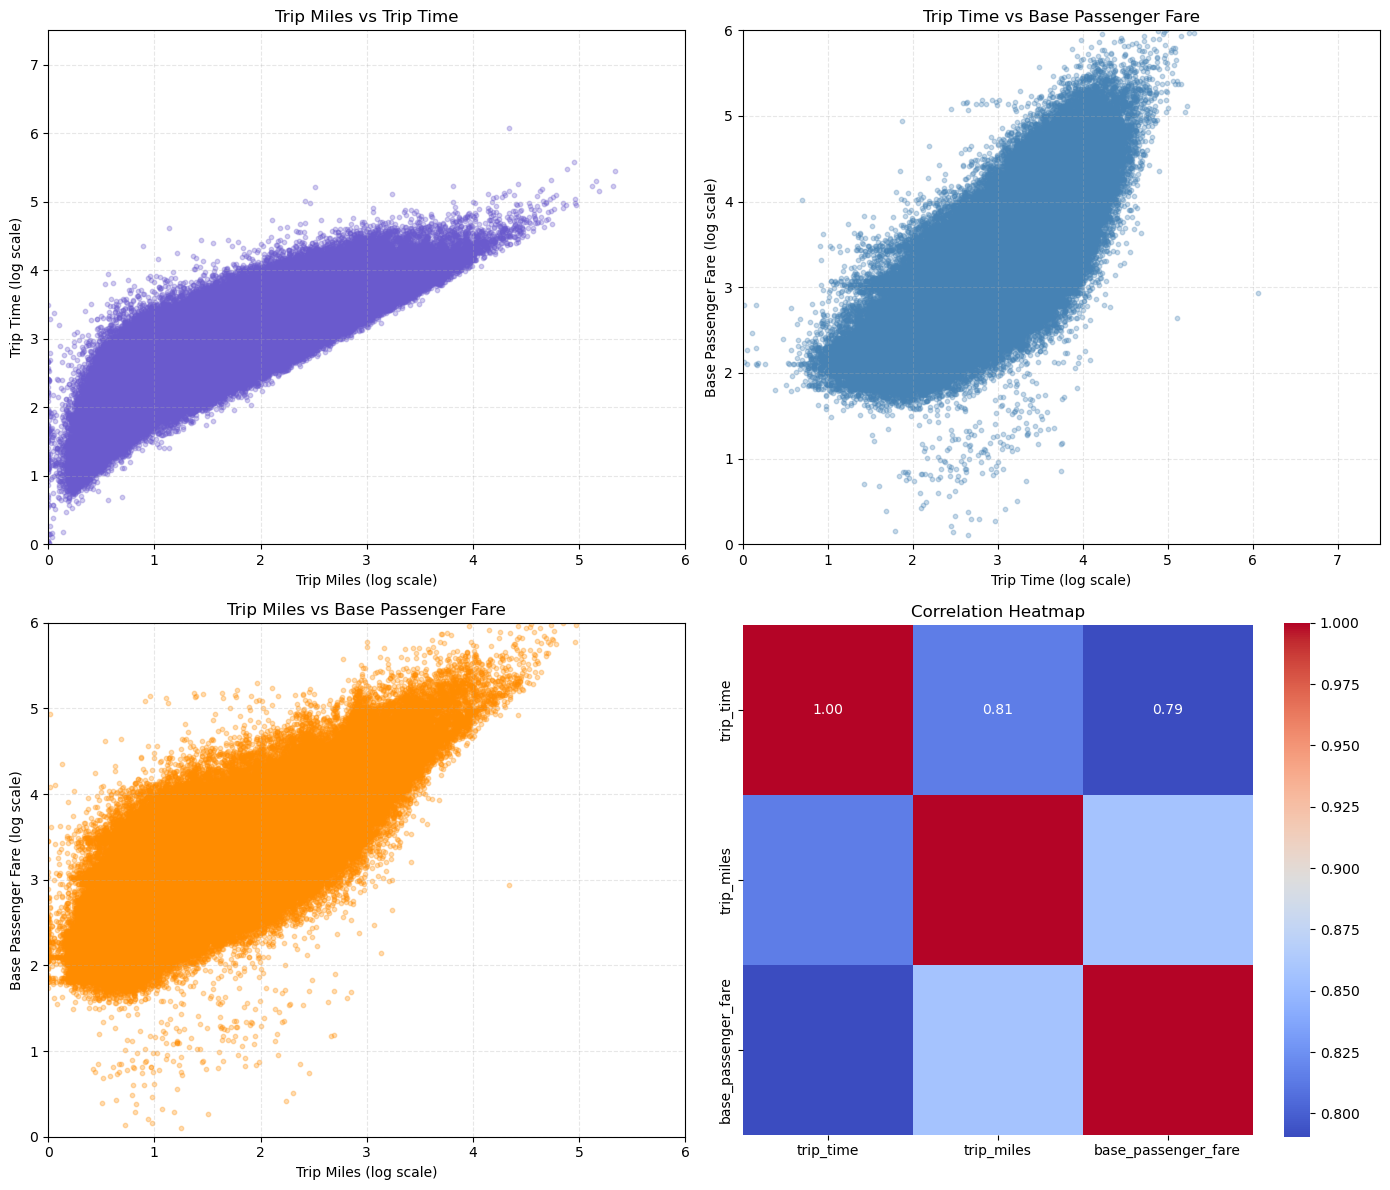 Trip Miles vs Trip Time
Trip Time (log scale)
7
6
5
4
3
2
1
0
0 1 2 3 4 5 6
Trip Miles (log scale)
Trip Time vs Base Passenger Fare
Base Passenger Fare (log scale)
6
5
4
3
2
1
0
0 1 2 3 4 5 6 7
Trip Time (log scale)
Trip Miles vs Base Passenger Fare
Base Passenger Fare (log scale)
6
5
4
3
2
1
0
0 1 2 3 4 5 6
Trip Miles (log scale)
Correlation Heatmap
trip_time
1.00 0.81 0.79
trip_miles
base_passenger_fare
trip_time trip_miles base_passenger_fare
1.000
0.975
0.950
0.925
0.900
0.875
0.850
0.825
0.800